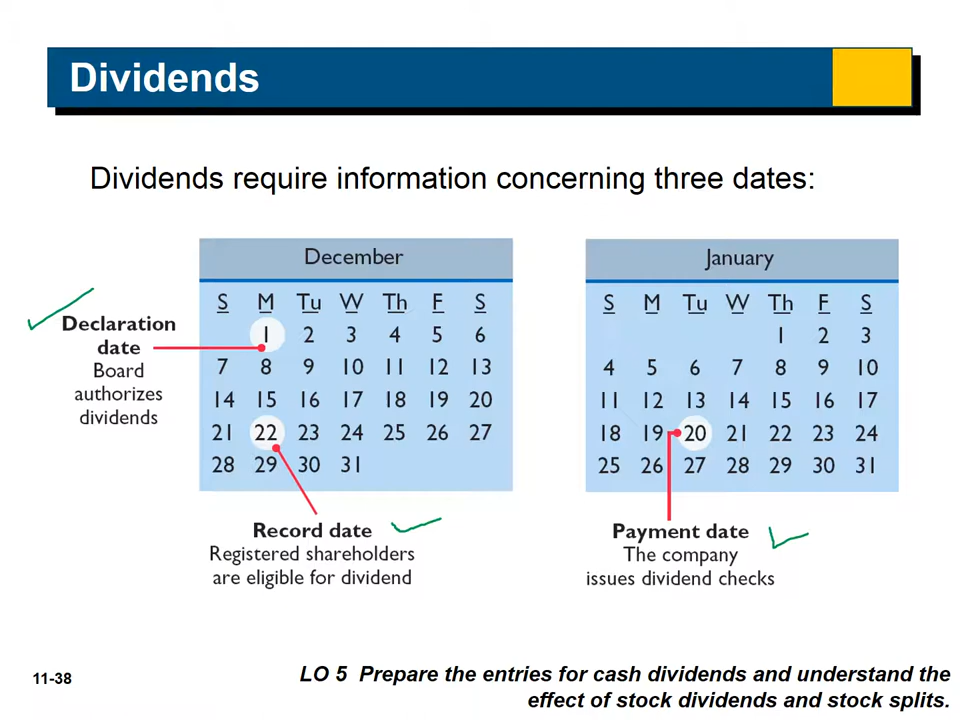 Dividends
Dividends require information concerning three dates:
December
S M Tu W Th F S
1 2 3 4 5 6
7 8 9 10 11 12 13
14 15 16 17 18 19 20
21 22 23 24 25 26 27
28 29 30 31
January
S M Tu W Th F S
1 2 3
4 5 6 7 8 9 10
11 12 13 14 15 16 17
18 19 20 21 22 23 24
25 26 27 28 29 30 31
Declaration
date
Board
authorizes
dividends
Record date
Registered shareholders
are eligible for dividend
Payment date
The company
issues dividend checks
11-38
LO 5 Prepare the entries for cash dividends and understand the
effect of stock dividends and stock splits.